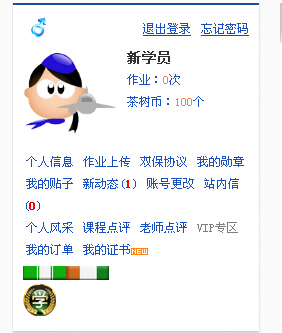 退出登录 忘记密码
新学员
作业：0次
茶树币：100个
个人信息 作业上传 双保协议 我的勋章
我的贴子 新动态(1) 账号更改 站内信
(0)
个人风采 课程点评 老师点评 VIP专区
我的订单 我的证书NEW
学